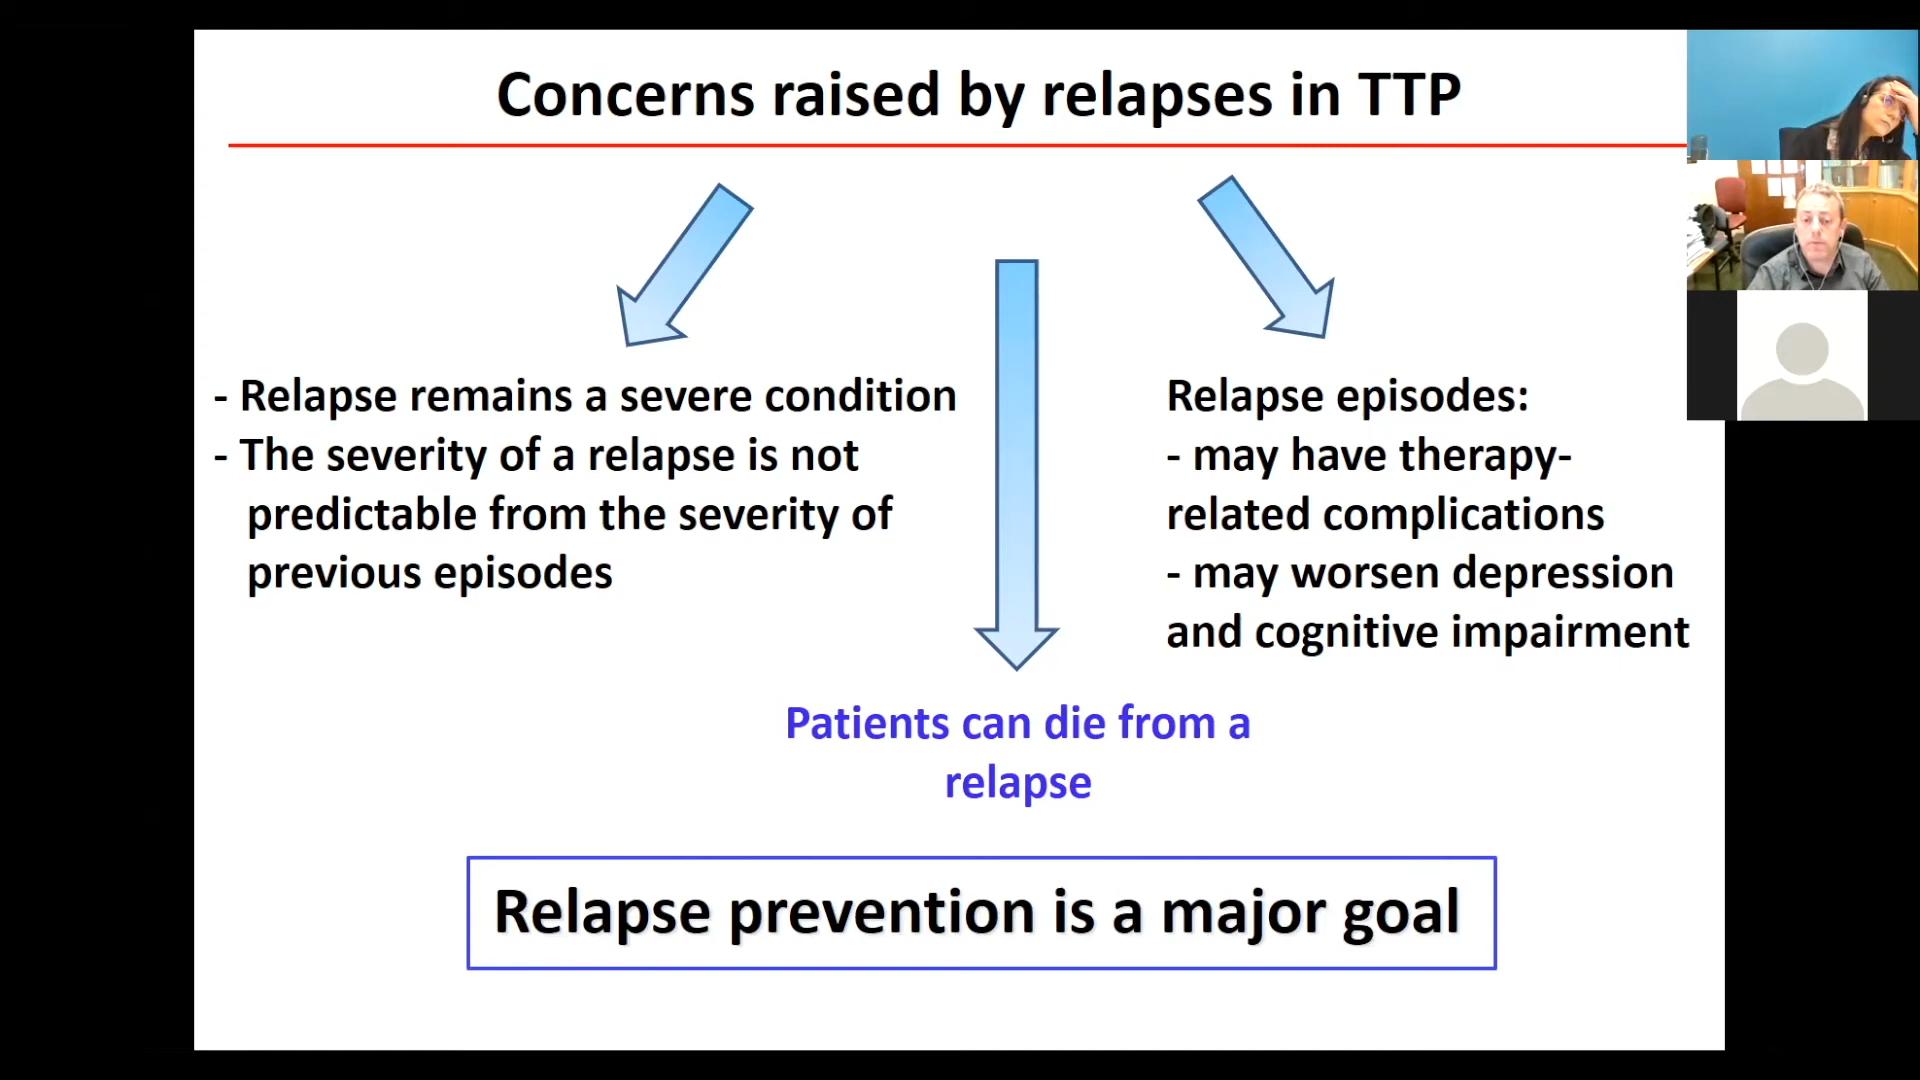 Concerns raised by relapses in TTP
- Relapse remains a severe condition
- The severity of a relapse is not
predictable from the severity of
previous episodes
Relapse episodes:
- may have therapy-
related complications
- may worsen depression
and cognitive impairment
Patients can die from a
relapse
Relapse prevention is a major goal